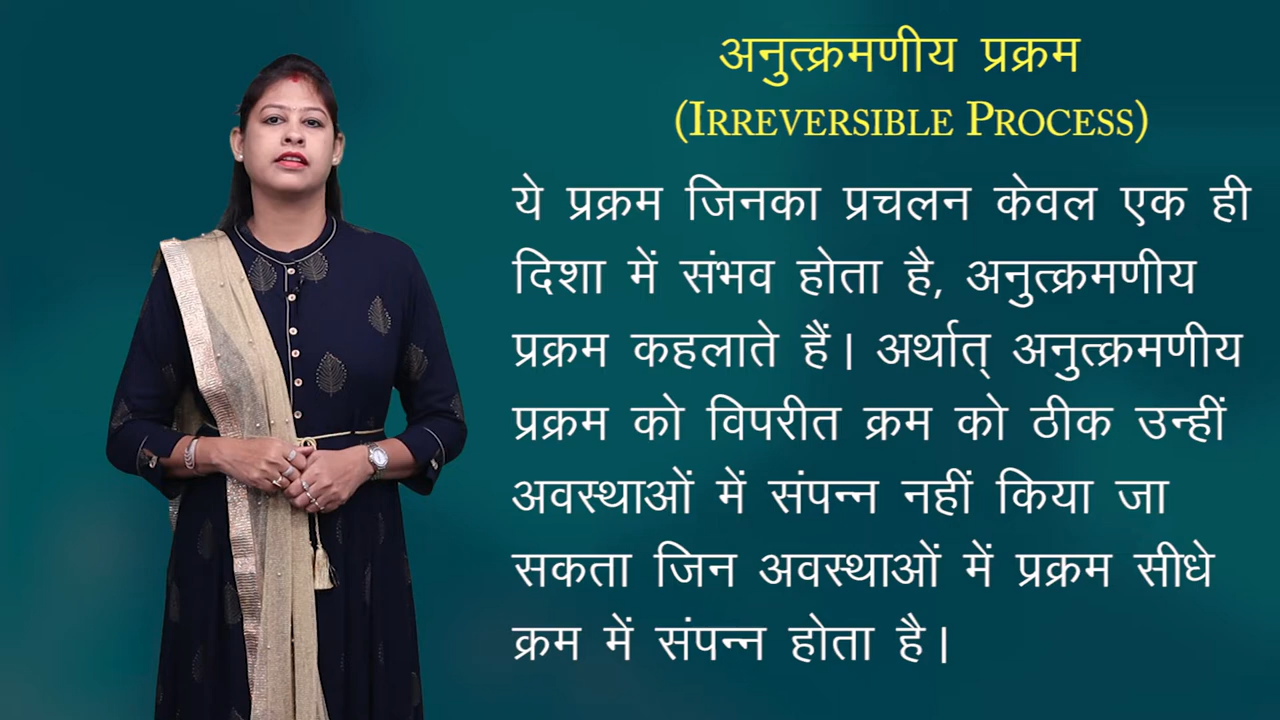 अनुत्क्रमणीय प्रक्रम
(IRREVERSIBLE PROCESS)
ये प्रक्रम जिनका प्रचलन केवल एक ही
दिशा में संभव होता है, अनुत्क्रमणीय
प्रक्रम कहलाते हैं। अर्थात् अनुत्क्रमणीय
प्रक्रम को विपरीत क्रम को ठीक उन्हीं
अवस्थाओं में संपन्न नहीं किया जा
सकता जिन अवस्थाओं में प्रक्रम सीधे
क्रम में संपन्न होता है।